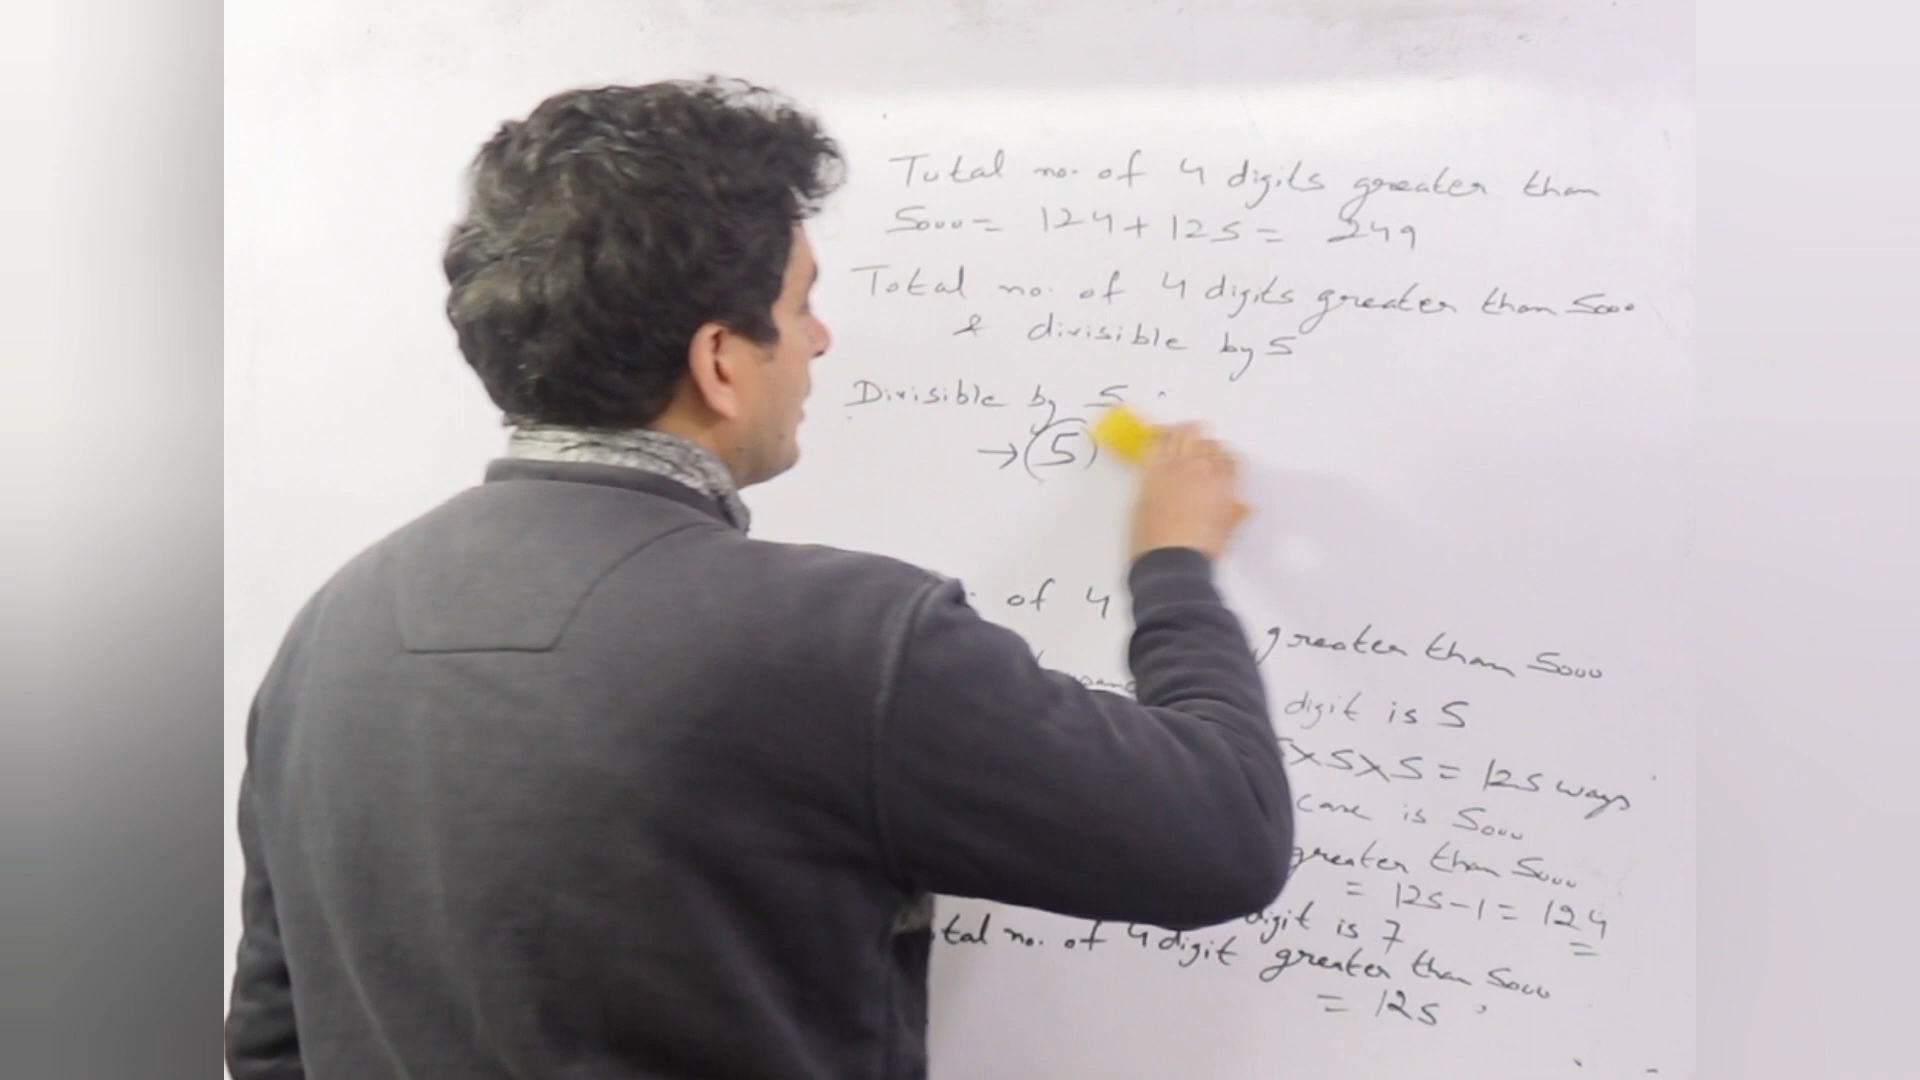 Total no. of 4 digits greater than
5000 = 124 + 125 = 249
Total no. of 4 digits greater than 5000
& divisible by 5
Divisible by 5
→ 5
of 4
greater than 5000
digit is 5
×5×5 = 125 ways
case is 5000
greater than 5000
= 125 - 1 = 124
digit is 7
tal no. of 4 digit greater than 5000
= 125